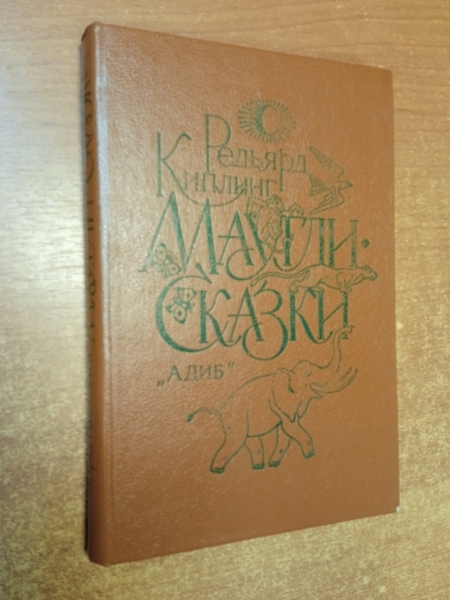 Редьярд
Киплинг
Маугли·
Сказки
„АДИБ"